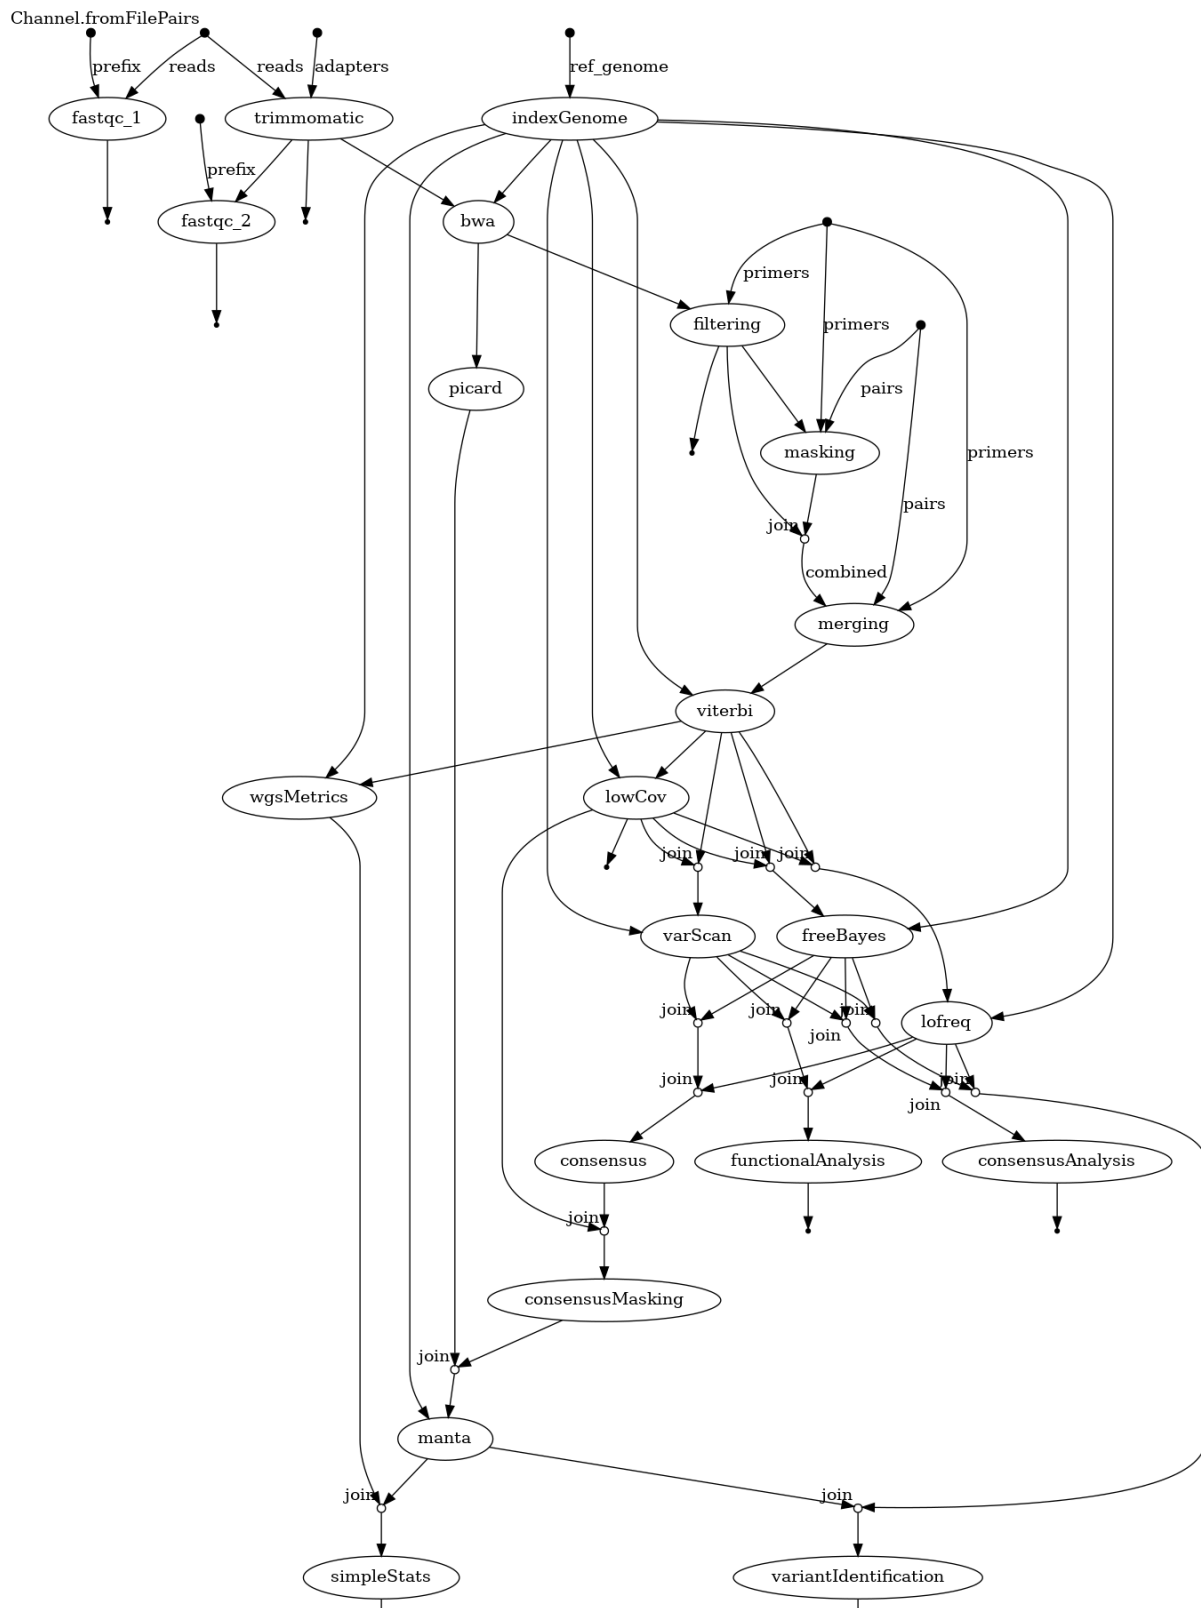 Channel.fromFilePairs
prefix
reads
reads
adapters
ref_genome
fastqc_1
trimmomatic
indexGenome
prefix
fastqc_2
bwa
primers
filtering
primers
pairs
picard
masking
primers
pairs
join
combined
merging
viterbi
wgsMetrics
lowCov
join
join
join
varScan
freeBayes
join
join
join
join
lofreq
join
join
join
join
consensus
functionalAnalysis
consensusAnalysis
join
consensusMasking
join
manta
join
join
simpleStats
variantIdentification